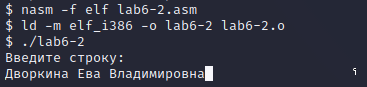 $ nasm -f elf lab6-2.asm
$ ld -m elf_i386 -o lab6-2 lab6-2.o
$ ./lab6-2
Введите строку:
Дворкина Ева Владимировна